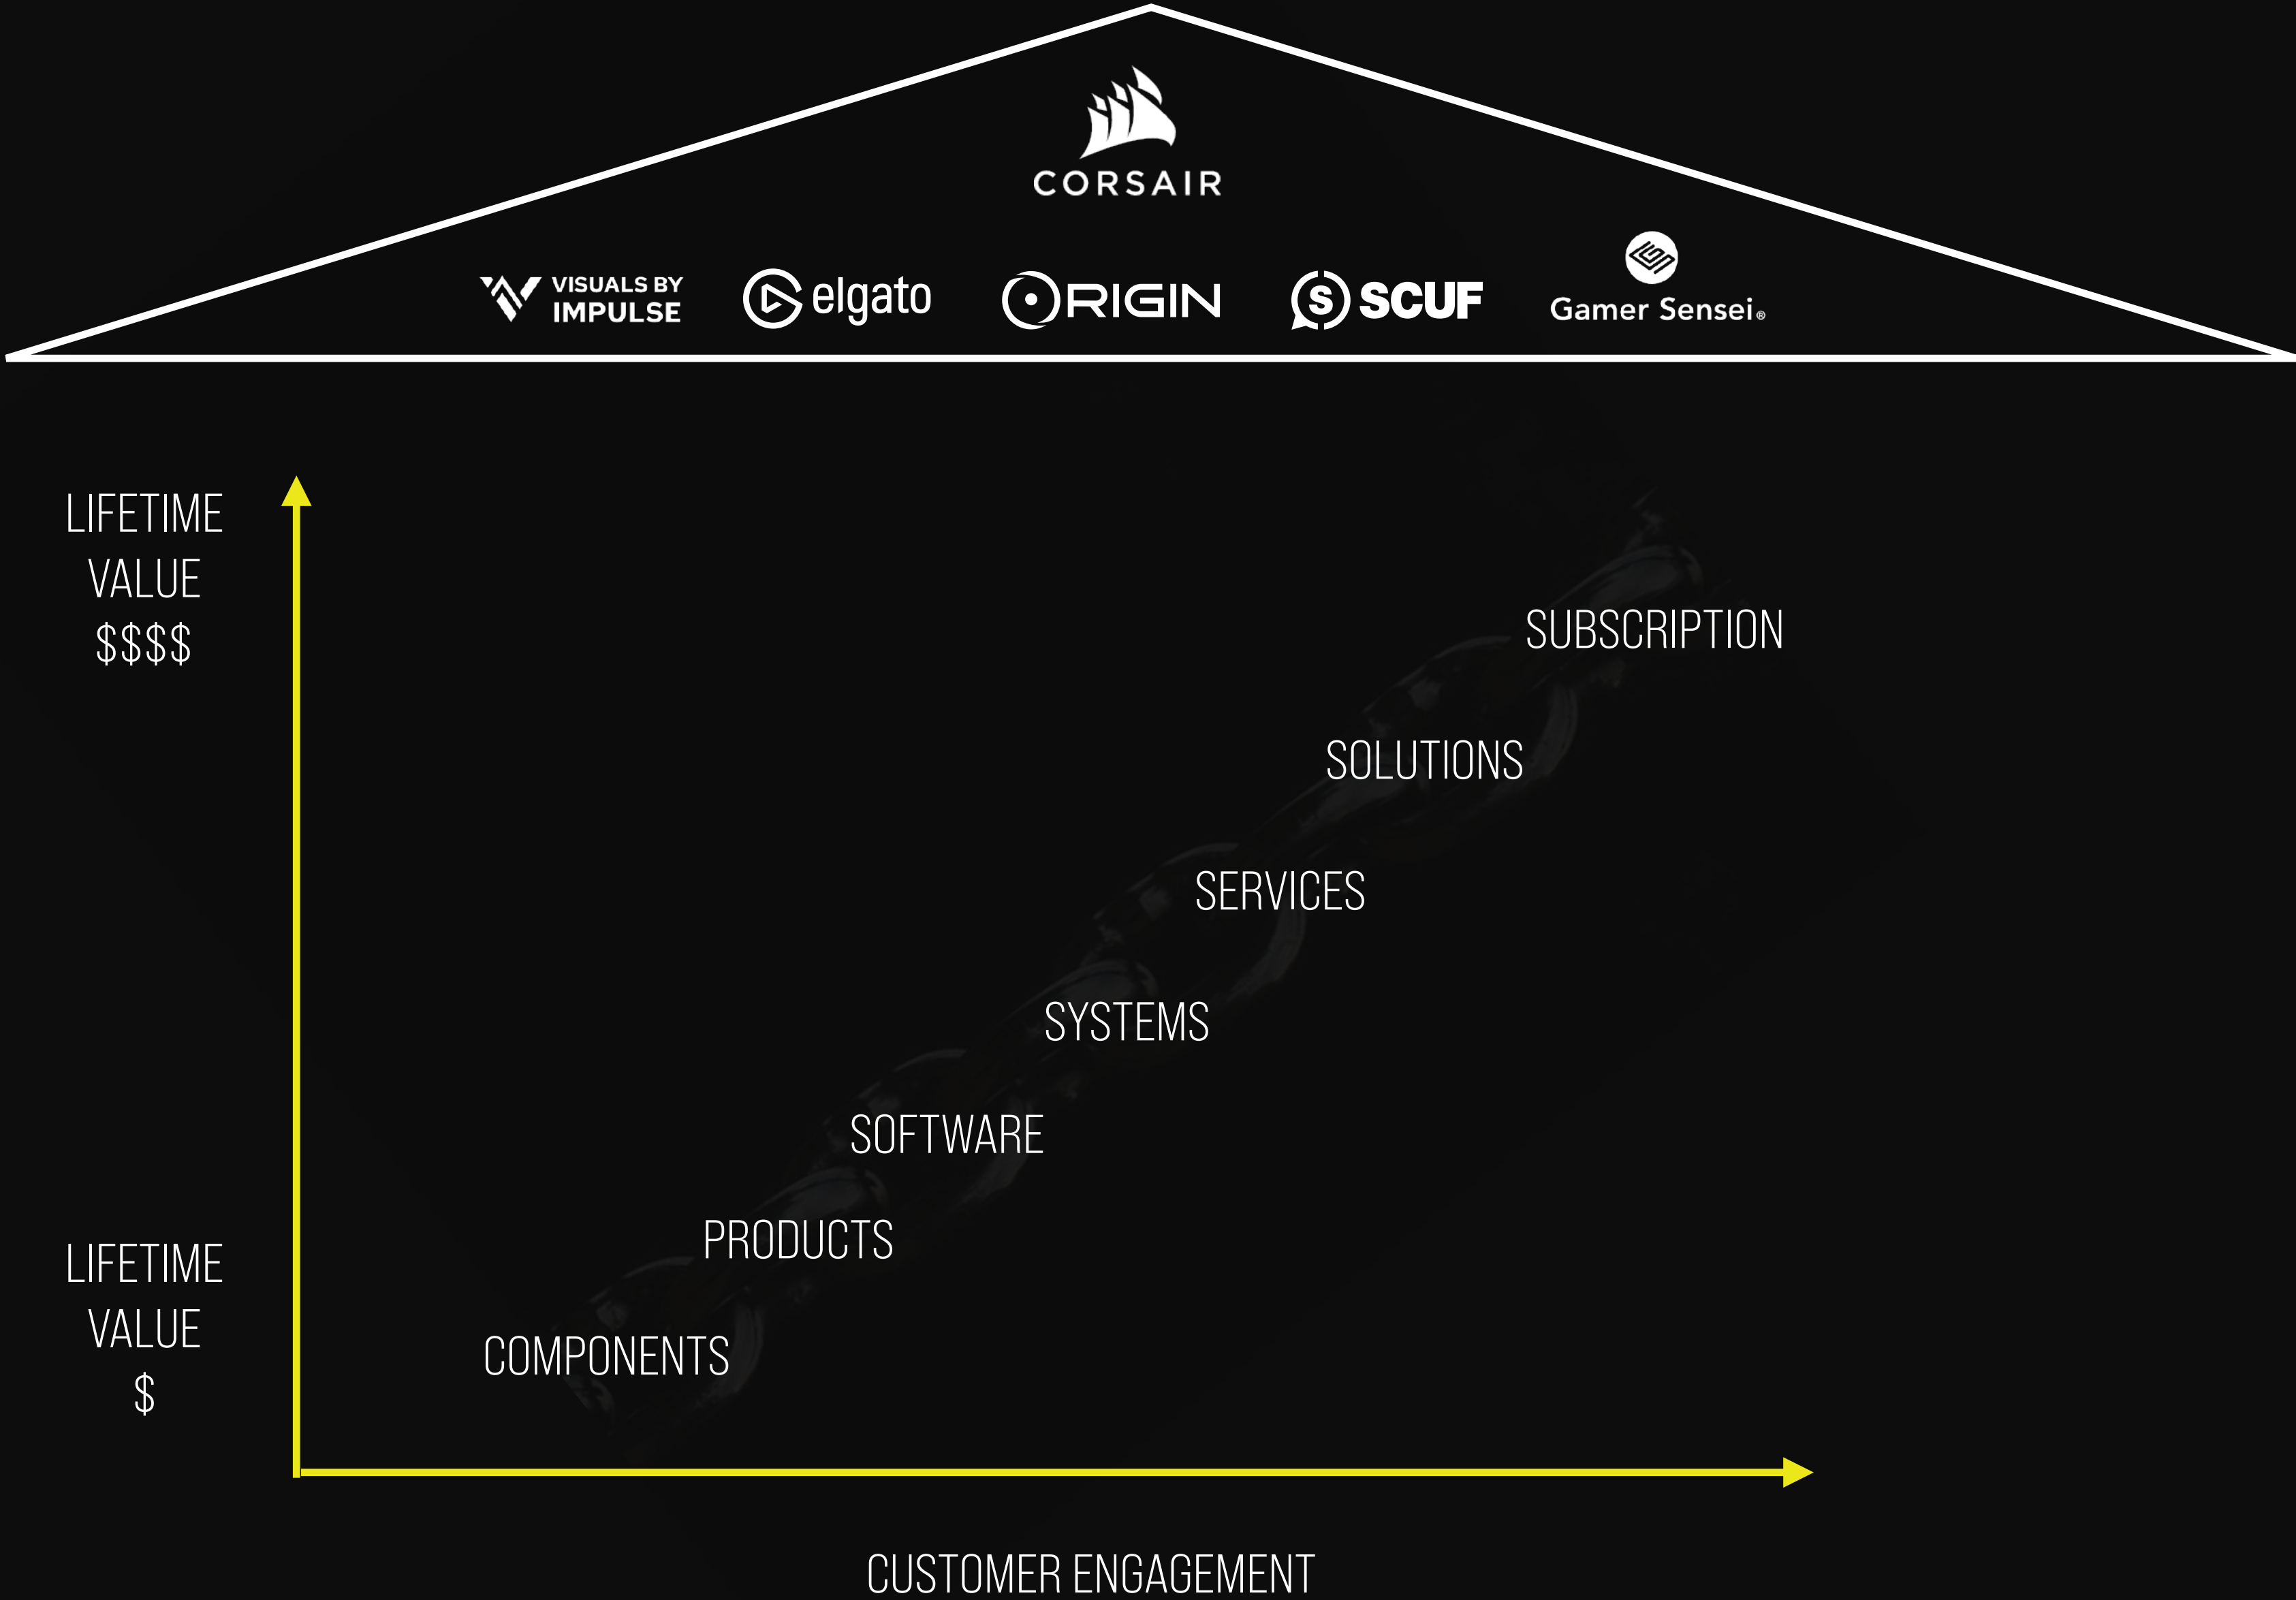 CORSAIR
VISUALS BY
IMPULSE
elgato
ORIGIN
SCUF
Gamer Sensei®
LIFETIME
VALUE
$$$$
SUBSCRIPTION
SOLUTIONS
SERVICES
SYSTEMS
SOFTWARE
PRODUCTS
LIFETIME
VALUE
$
COMPONENTS
CUSTOMER ENGAGEMENT